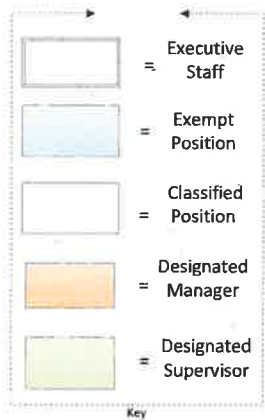 = Executive
Staff
= Exempt
Position
= Classified
Position
= Designated
Manager
= Designated
Supervisor
Key